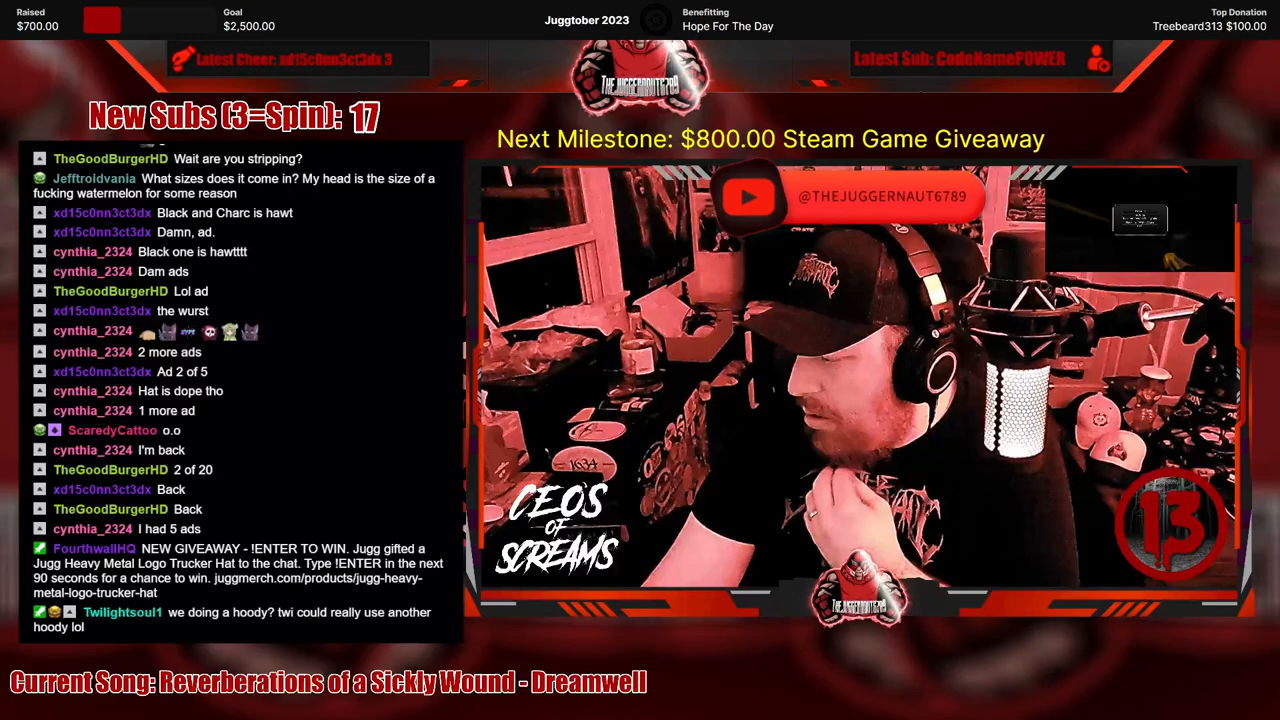 Raised
$700.00
Goal
$2,500.00
Juggtober 2023
Benefitting
Hope For The Day
Top Donation
Treebeard313 $100.00
Latest Cheer: xd15c0nn3ct3dx 3
THEJUGGERNAUT6789
Latest Sub: CodeNamePOWER
New Subs (3=Spin): 17
Next Milestone: $800.00 Steam Game Giveaway
TheGoodBurgerHD Wait are you stripping?
Jefftroidvania What sizes does it come in? My head is the size of a
fucking watermelon for some reason
xd15c0nn3ct3dx Black and Charc is hawt
xd15c0nn3ct3dx Damn, ad.
cynthia_2324 Black one is hawtttt
cynthia_2324 Dam ads
TheGoodBurgerHD Lol ad
xd15c0nn3ct3dx the wurst
cynthia_2324
cynthia_2324 2 more ads
xd15c0nn3ct3dx Ad 2 of 5
cynthia_2324 Hat is dope tho
cynthia_2324 1 more ad
ScaredyCattoo o.o
cynthia_2324 I'm back
TheGoodBurgerHD 2 of 20
xd15c0nn3ct3dx Back
TheGoodBurgerHD Back
cynthia_2324 I had 5 ads
FourthwallHQ NEW GIVEAWAY - !ENTER TO WIN. Jugg gifted a
Jugg Heavy Metal Logo Trucker Hat to the chat. Type !ENTER in the next
90 seconds for a chance to win. juggmerch.com/products/jugg-heavy-
metal-logo-trucker-hat
Twilightsoul1 we doing a hoody? twi could really use another
hoody lol
@THEJUGGERNAUT6789
1634
CEOS
OF
SCREAMS
13
THEJUGGERNAUT6789
Current Song: Reverberations of a Sickly Wound - Dreamwell